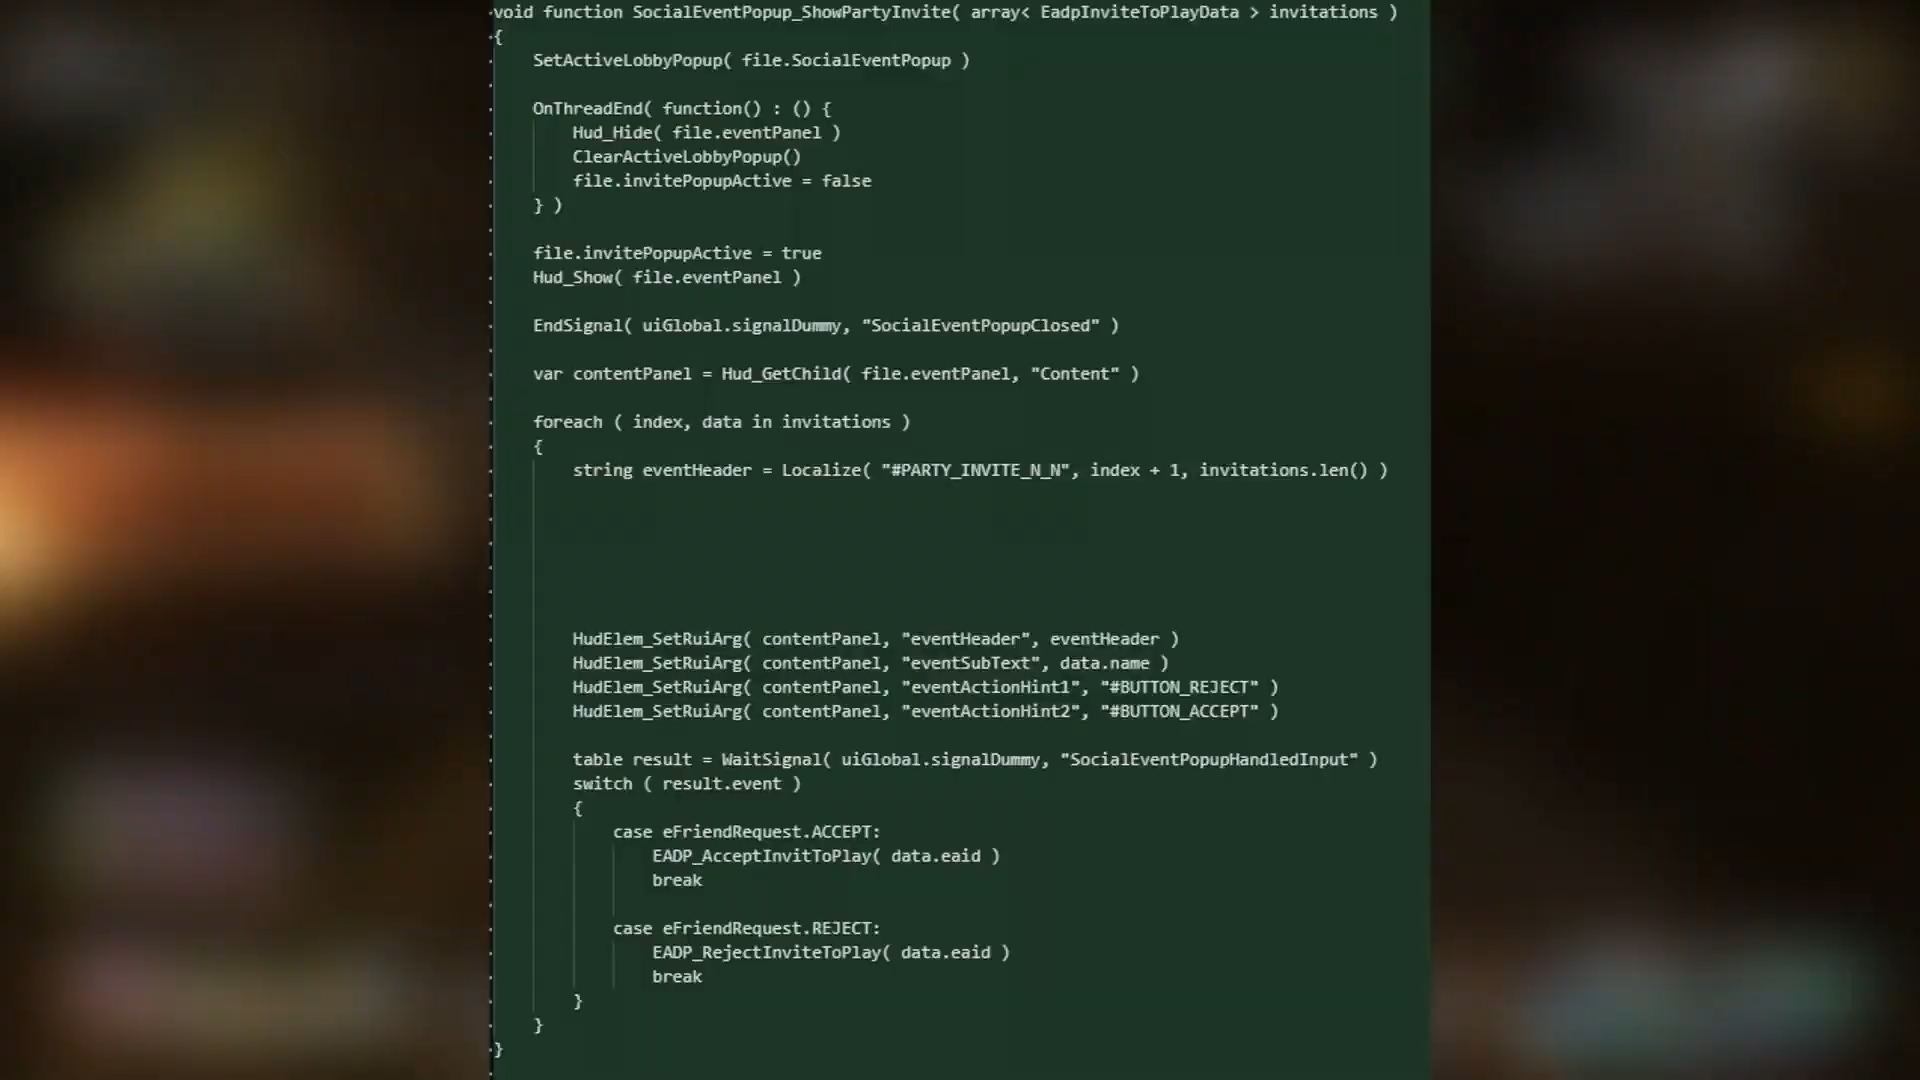 void function SocialEventPopup_ShowPartyInvite( array< EadpInviteToPlayData > invitations )
{
SetActiveLobbyPopup( file.SocialEventPopup )
OnThreadEnd( function() : () {
Hud_Hide( file.eventPanel )
ClearActiveLobbyPopup()
file.invitePopupActive = false
} )
file.invitePopupActive = true
Hud_Show( file.eventPanel )
EndSignal( uiGlobal.signalDummy, "SocialEventPopupClosed" )
var contentPanel = Hud_GetChild( file.eventPanel, "Content" )
foreach ( index, data in invitations )
{
string eventHeader = Localize( "#PARTY_INVITE_N_N", index + 1, invitations.len() )
HudElem_SetRuiArg( contentPanel, "eventHeader", eventHeader )
HudElem_SetRuiArg( contentPanel, "eventSubText", data.name )
HudElem_SetRuiArg( contentPanel, "eventActionHint1", "#BUTTON_REJECT" )
HudElem_SetRuiArg( contentPanel, "eventActionHint2", "#BUTTON_ACCEPT" )
table result = WaitSignal( uiGlobal.signalDummy, "SocialEventPopupHandledInput" )
switch ( result.event )
{
case eFriendRequest.ACCEPT:
EADP_AcceptInvitToPlay( data.eaid )
break
case eFriendRequest.REJECT:
EADP_RejectInviteToPlay( data.eaid )
break
}
}
}